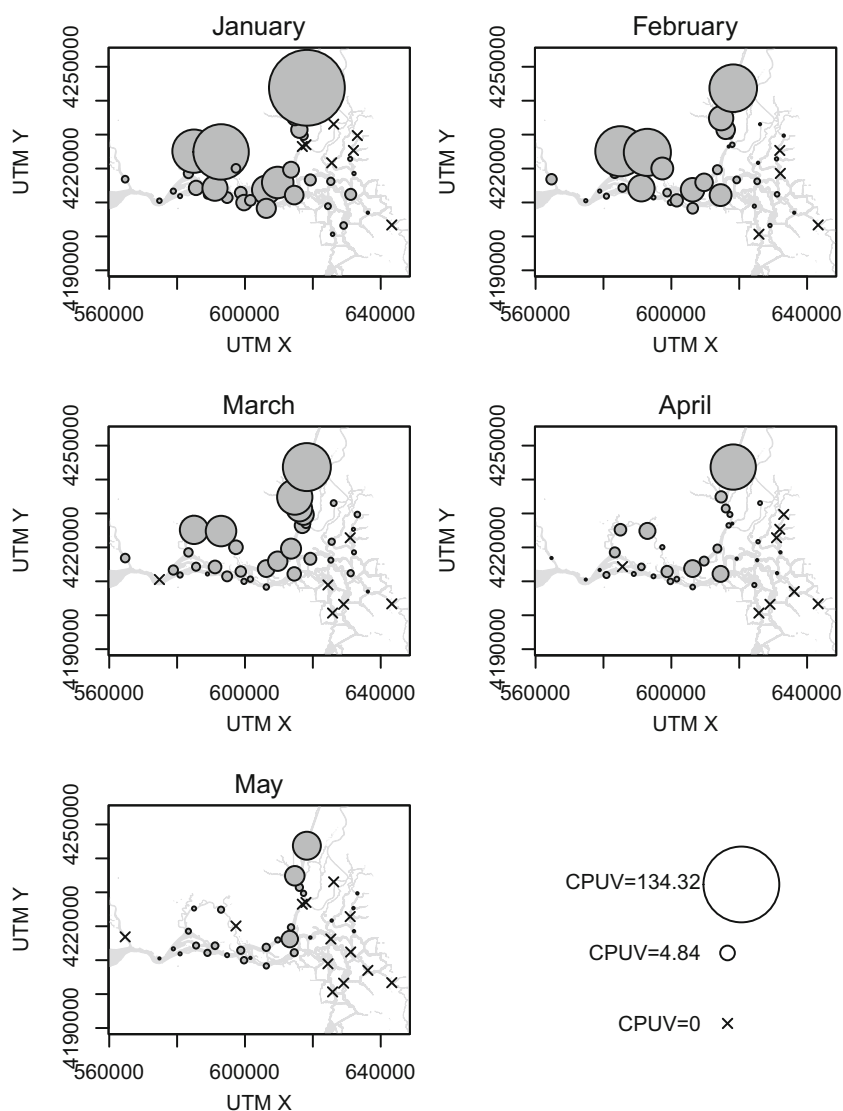 January
UTM Y
4190000
4220000
4250000
560000 600000 640000
UTM X
February
UTM Y
4190000
4220000
4250000
560000 600000 640000
UTM X
March
UTM Y
4190000
4220000
4250000
560000 600000 640000
UTM X
April
UTM Y
4190000
4220000
4250000
560000 600000 640000
UTM X
May
UTM Y
4190000
4220000
4250000
560000 600000 640000
UTM X
CPUV=134.32
CPUV=4.84
CPUV=0